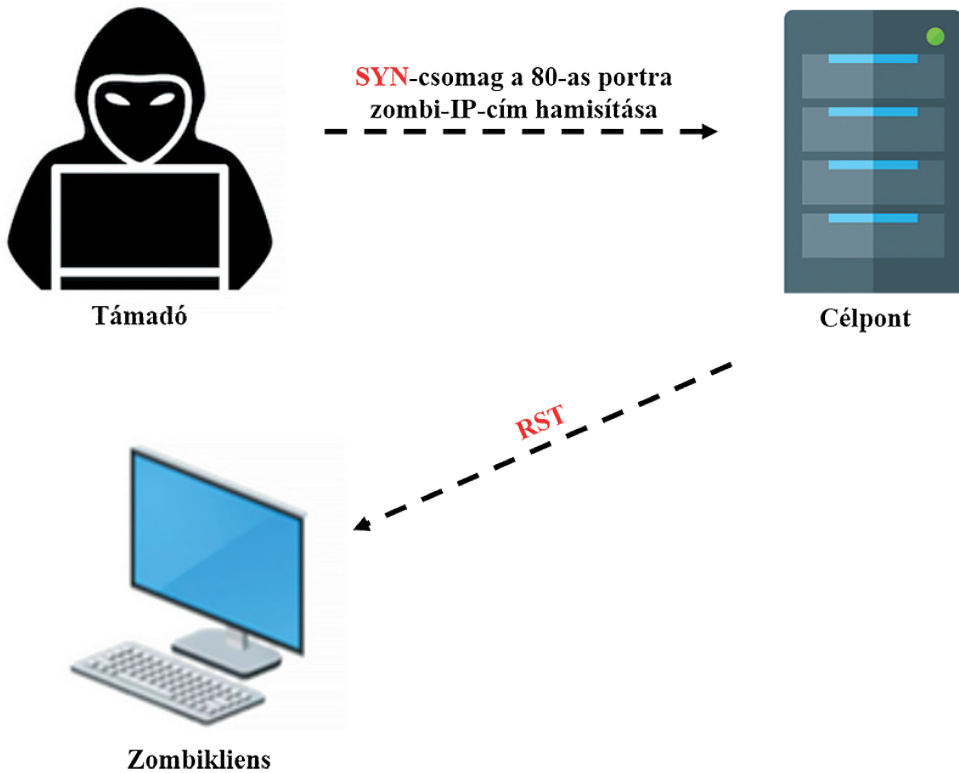 SYN-csomag a 80-as portra
zombi-IP-cím hamisítása
Támadó
Célpont
RST
Zombikliens